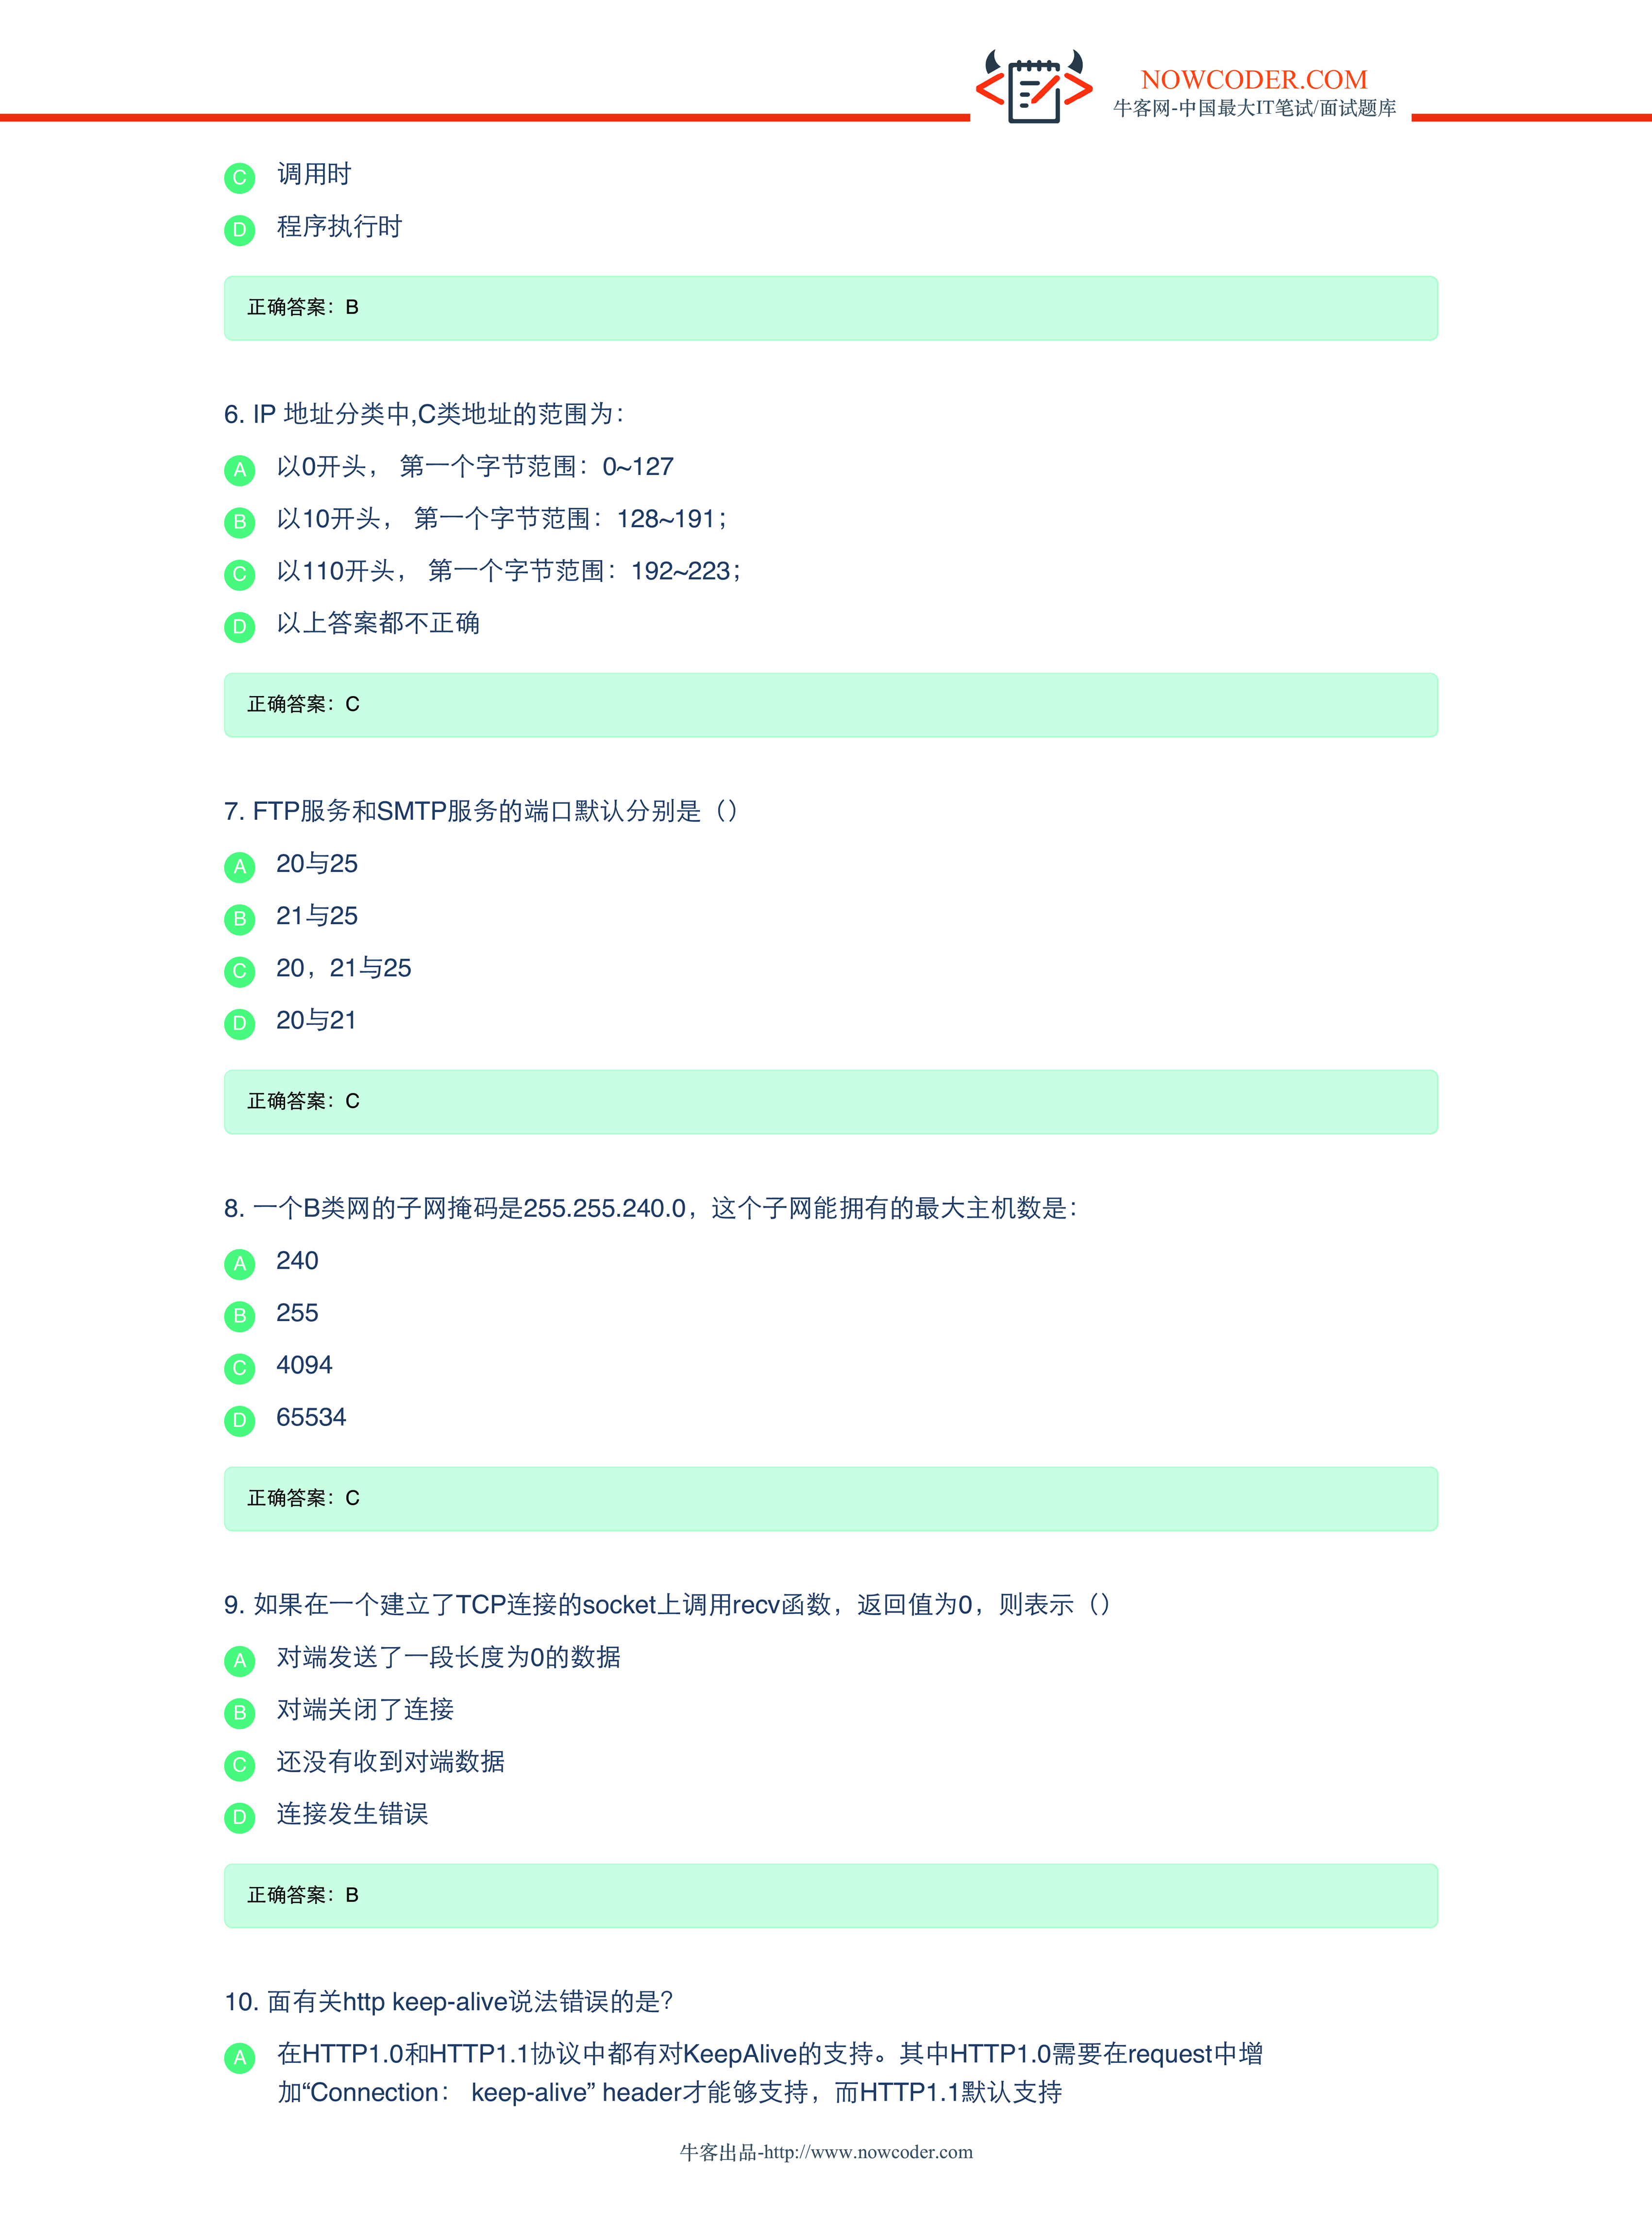 NOWCODER.COM
牛客网-中国最大IT笔试/面试题库
C 调用时
D 程序执行时
正确答案：B
6. IP 地址分类中,C类地址的范围为：
A 以0开头， 第一个字节范围：0~127
B 以10开头， 第一个字节范围：128~191；
C 以110开头， 第一个字节范围：192~223；
D 以上答案都不正确
正确答案：C
7. FTP服务和SMTP服务的端口默认分别是（）
A 20与25
B 21与25
C 20，21与25
D 20与21
正确答案：C
8. 一个B类网的子网掩码是255.255.240.0，这个子网能拥有的最大主机数是：
A 240
B 255
C 4094
D 65534
正确答案：C
9. 如果在一个建立了TCP连接的socket上调用recv函数，返回值为0，则表示（）
A 对端发送了一段长度为0的数据
B 对端关闭了连接
C 还没有收到对端数据
D 连接发生错误
正确答案：B
10. 面有关http keep-alive说法错误的是？
A 在HTTP1.0和HTTP1.1协议中都有对KeepAlive的支持。其中HTTP1.0需要在request中增
加“Connection： keep-alive” header才能够支持，而HTTP1.1默认支持
牛客出品-http://www.nowcoder.com